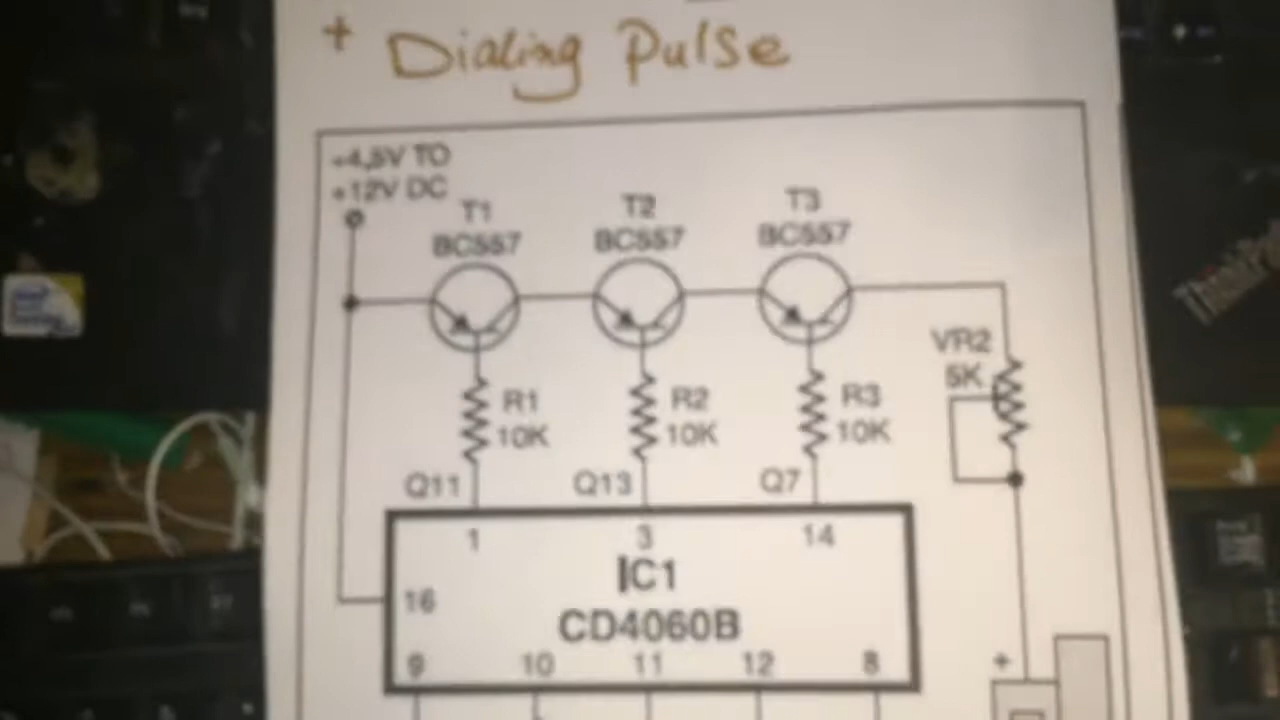 + Dialing Pulse
+4,5V TO
+12V DC
T1
BC557
T2
BC557
T3
BC557
VR2
5K
R1
10K
R2
10K
R3
10K
Q11
Q13
Q7
1
3
14
IC1
16
CD4060B
9
10
11
12
8
+